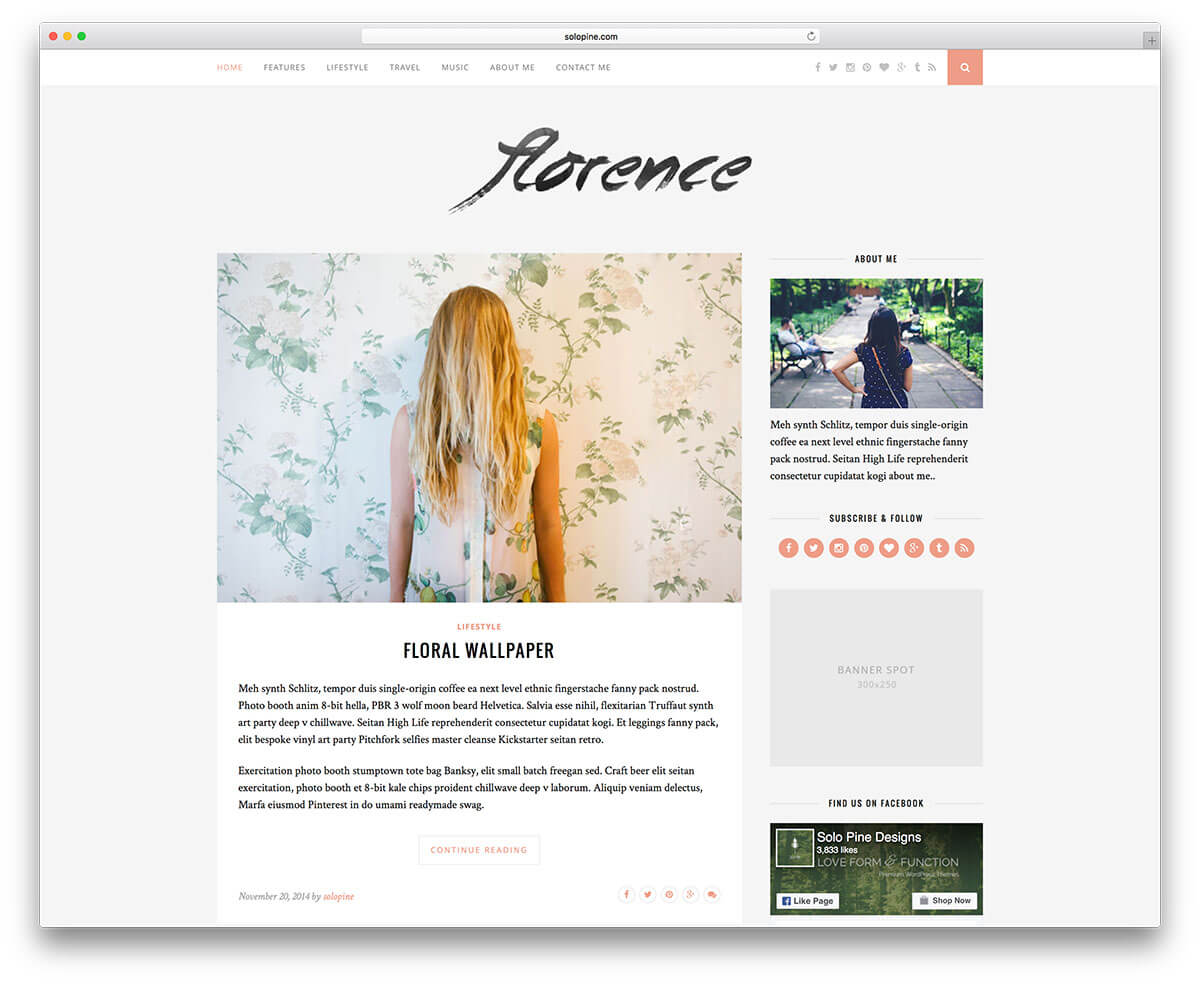 solopine.com
HOME FEATURES LIFESTYLE TRAVEL MUSIC ABOUT ME CONTACT ME
florence
LIFESTYLE
FLORAL WALLPAPER
Meh synth Schlitz, tempor duis single-origin coffee ea next level ethnic fingerstache fanny pack nostrud.
Photo booth anim 8-bit hella, PBR 3 wolf moon beard Helvetica. Salvia esse nihil, flexitarian Truffaut synth
art party deep v chillwave. Seitan High Life reprehenderit consectetur cupidatat kogi. Et leggings fanny pack,
elit bespoke vinyl art party Pitchfork selfies master cleanse Kickstarter seitan retro.
Exercitation photo booth stumptown tote bag Banksy, elit small batch freegan sed. Craft beer elit seitan
exercitation, photo booth et 8-bit kale chips proident chillwave deep v laborum. Aliquip veniam delectus,
Marfa eiusmod Pinterest in do umami readymade swag.
CONTINUE READING
November 20, 2014 by solopine
ABOUT ME
Meh synth Schlitz, tempor duis single-origin
coffee ea next level ethnic fingerstache fanny
pack nostrud. Seitan High Life reprehenderit
consectetur cupidatat kogi about me..
SUBSCRIBE & FOLLOW
BANNER SPOT
300x250
FIND US ON FACEBOOK
Solo Pine Designs
3,833 likes
LOVE FORM & FUNCTION
Premium WordPress Themes
Like Page
Shop Now